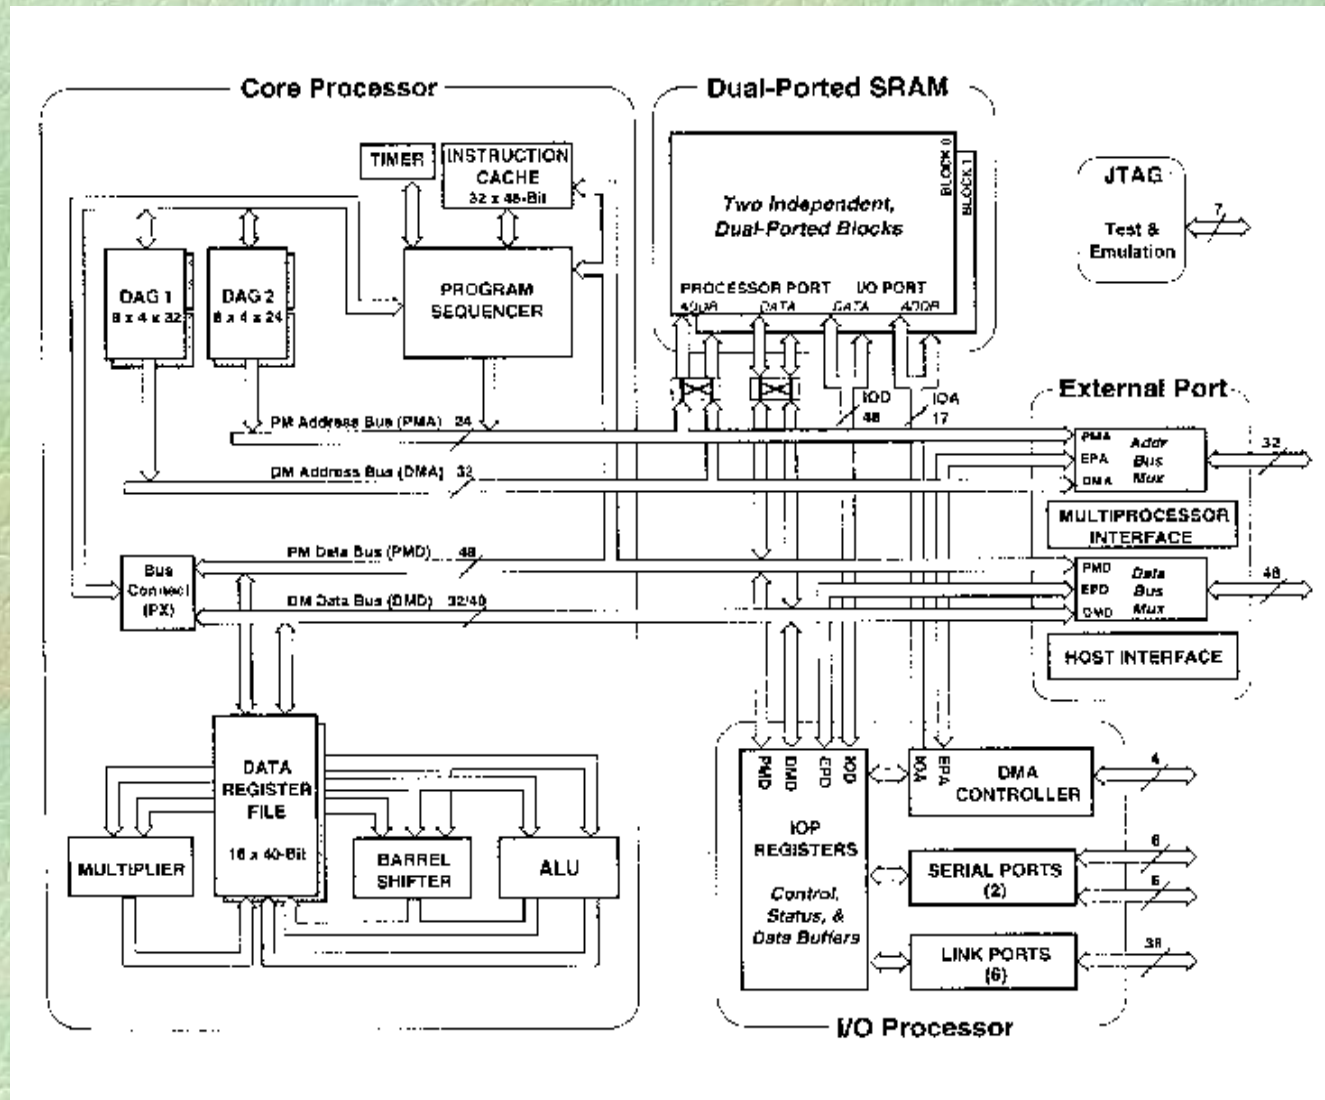 Core Processor
Dual-Ported SRAM
TIMER
INSTRUCTION
CACHE
32 x 48-Bit
BLOCK 0
BLOCK 1
JTAG
Test &
Emulation
7
Two Independent,
Dual-Ported Blocks
DAG 1
8 x 4 x 32
DAG 2
8 x 4 x 24
PROGRAM
SEQUENCER
PROCESSOR PORT
I/O PORT
ADDR
DATA
DATA
ADDR
External Port
IOD
48
IOA
17
PM Address Bus (PMA)
24
PMA
EPA
DMA
Addr
Bus
Mux
32
DM Address Bus (DMA)
32
MULTIPROCESSOR
INTERFACE
PM Data Bus (PMD)
48
Bus
Connect
(PX)
DM Data Bus (DMD)
32/40
PMD
EPD
DMD
Data
Bus
Mux
48
HOST INTERFACE
DATA
REGISTER
FILE
16 x 40-Bit
MULTIPLIER
BARREL
SHIFTER
ALU
PMD
DMD
EPD
IOD
IOA
EPA
DMA
CONTROLLER
4
IOP
REGISTERS
Control,
Status, &
Data Buffers
SERIAL PORTS
(2)
6
6
LINK PORTS
(6)
36
I/O Processor